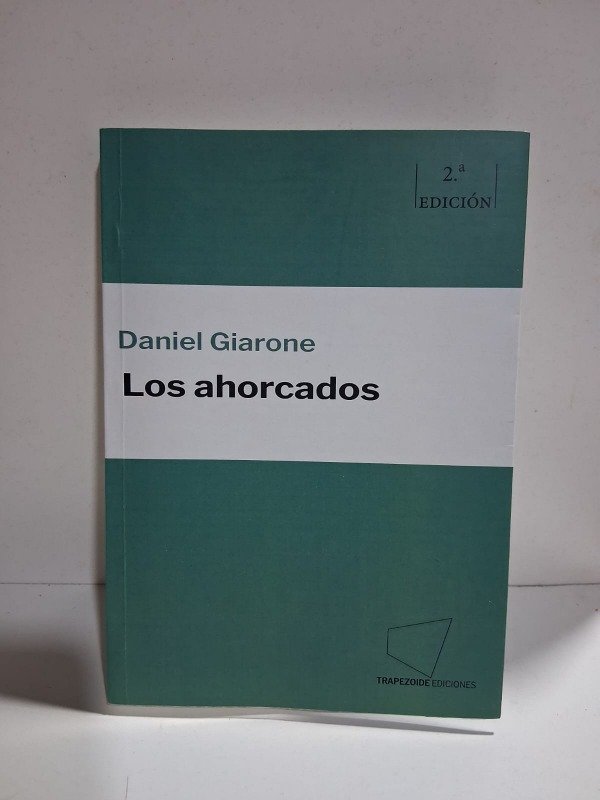 2.ª
EDICIÓN
Daniel Giarone
Los ahorcados
TRAPEZOIDE EDICIONES